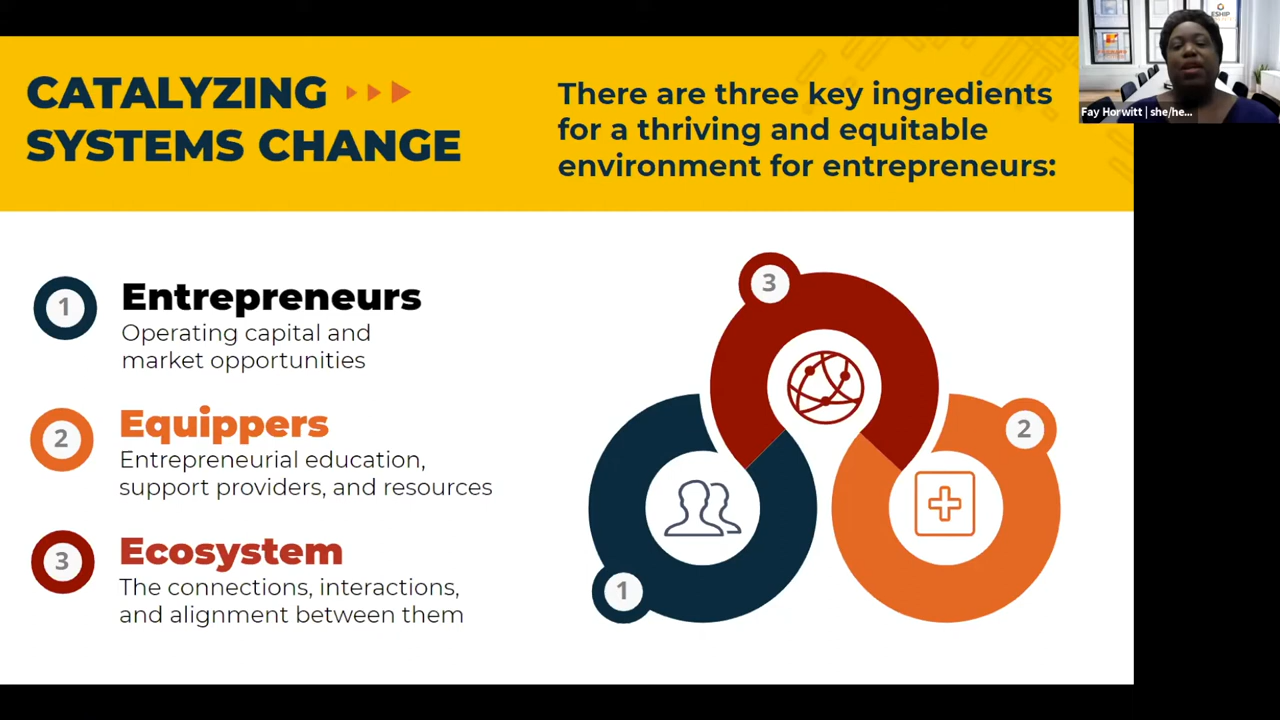 CATALYZING
SYSTEMS CHANGE
There are three key ingredients
for a thriving and equitable
environment for entrepreneurs:
ESHIP
Fay Horwitt | she/he...
1
Entrepreneurs
Operating capital and
market opportunities
2
Equippers
Entrepreneurial education,
support providers, and resources
3
Ecosystem
The connections, interactions,
and alignment between them
3
2
1